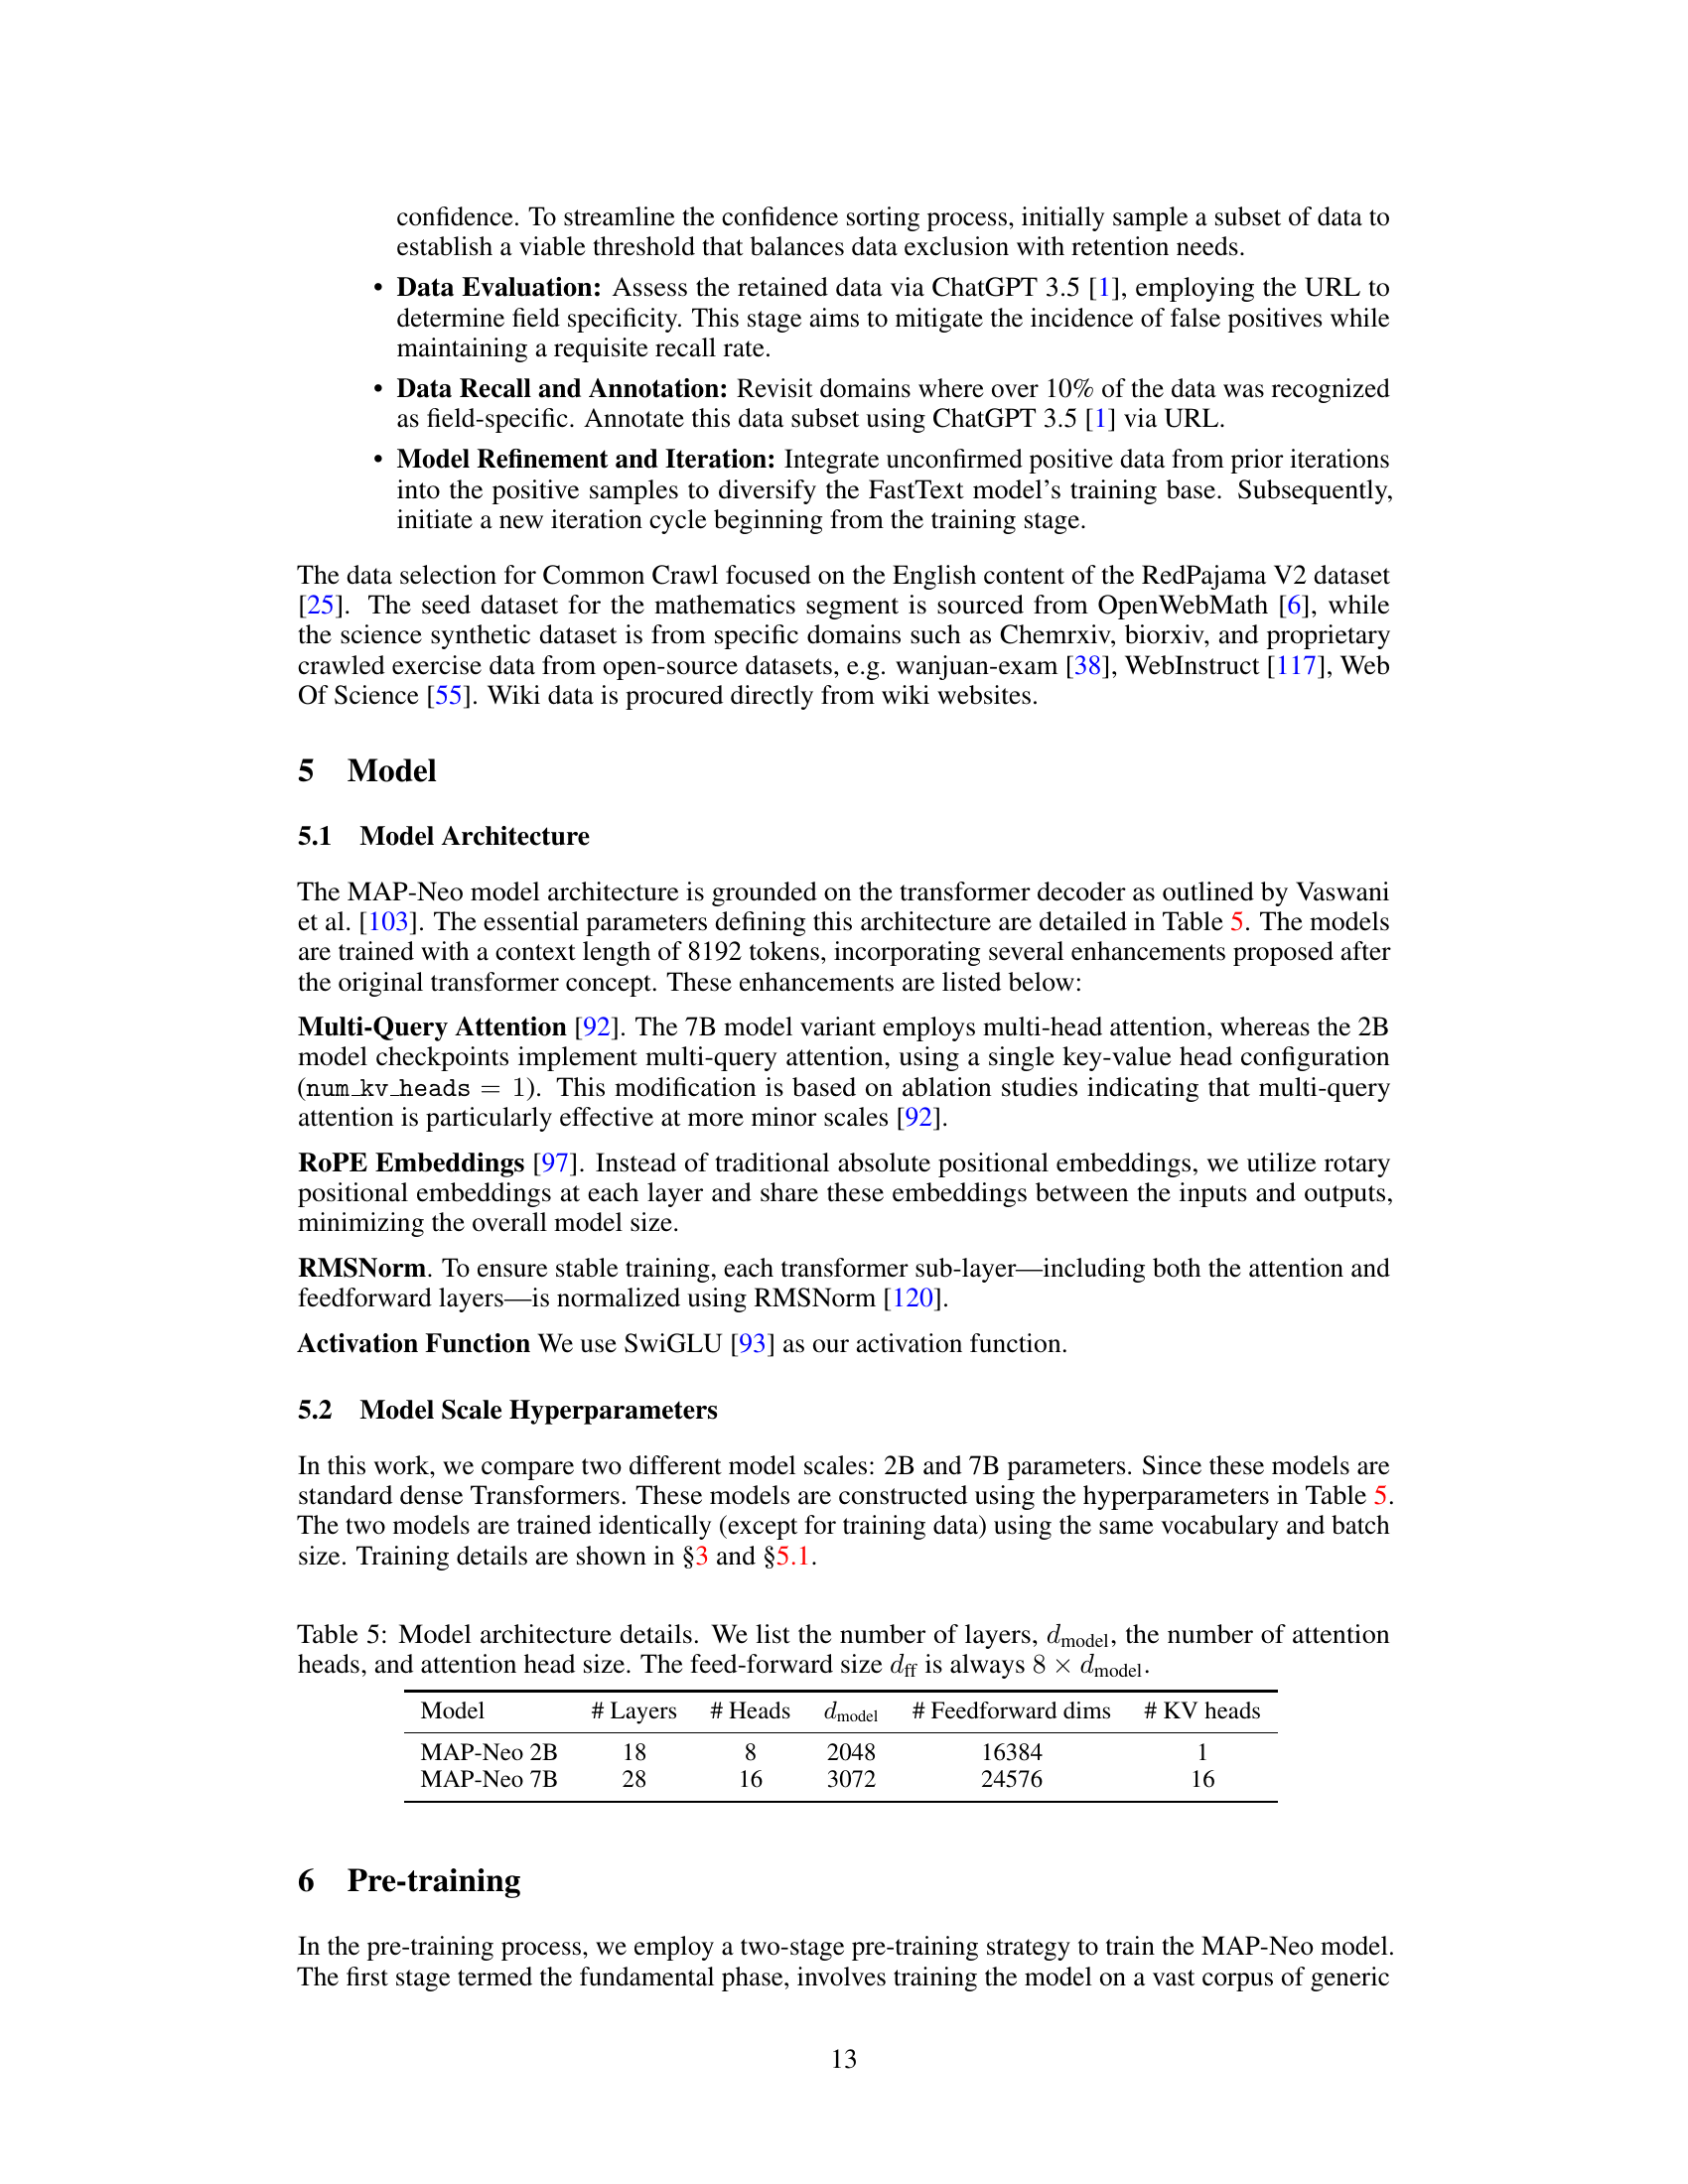 confidence. To streamline the confidence sorting process, initially sample a subset of data to
establish a viable threshold that balances data exclusion with retention needs.
• Data Evaluation: Assess the retained data via ChatGPT 3.5 [1], employing the URL to
determine field specificity. This stage aims to mitigate the incidence of false positives while
maintaining a requisite recall rate.
• Data Recall and Annotation: Revisit domains where over 10% of the data was recognized
as field-specific. Annotate this data subset using ChatGPT 3.5 [1] via URL.
• Model Refinement and Iteration: Integrate unconfirmed positive data from prior iterations
into the positive samples to diversify the FastText model's training base. Subsequently,
initiate a new iteration cycle beginning from the training stage.
The data selection for Common Crawl focused on the English content of the RedPajama V2 dataset
[25]. The seed dataset for the mathematics segment is sourced from OpenWebMath [6], while
the science synthetic dataset is from specific domains such as Chemrxiv, biorxiv, and proprietary
crawled exercise data from open-source datasets, e.g. wanjuan-exam [38], WebInstruct [117], Web
Of Science [55]. Wiki data is procured directly from wiki websites.
5 Model
5.1 Model Architecture
The MAP-Neo model architecture is grounded on the transformer decoder as outlined by Vaswani
et al. [103]. The essential parameters defining this architecture are detailed in Table 5. The models
are trained with a context length of 8192 tokens, incorporating several enhancements proposed after
the original transformer concept. These enhancements are listed below:
Multi-Query Attention [92]. The 7B model variant employs multi-head attention, whereas the 2B
model checkpoints implement multi-query attention, using a single key-value head configuration
(num_kv_heads = 1). This modification is based on ablation studies indicating that multi-query
attention is particularly effective at more minor scales [92].
RoPE Embeddings [97]. Instead of traditional absolute positional embeddings, we utilize rotary
positional embeddings at each layer and share these embeddings between the inputs and outputs,
minimizing the overall model size.
RMSNorm. To ensure stable training, each transformer sub-layer—including both the attention and
feedforward layers—is normalized using RMSNorm [120].
Activation Function We use SwiGLU [93] as our activation function.
5.2 Model Scale Hyperparameters
In this work, we compare two different model scales: 2B and 7B parameters. Since these models are
standard dense Transformers. These models are constructed using the hyperparameters in Table 5.
The two models are trained identically (except for training data) using the same vocabulary and batch
size. Training details are shown in §3 and §5.1.
Table 5: Model architecture details. We list the number of layers, d_model, the number of attention
heads, and attention head size. The feed-forward size d_ff is always 8 × d_model.
Model # Layers # Heads d_model # Feedforward dims # KV heads
MAP-Neo 2B 18 8 2048 16384 1
MAP-Neo 7B 28 16 3072 24576 16
6 Pre-training
In the pre-training process, we employ a two-stage pre-training strategy to train the MAP-Neo model.
The first stage termed the fundamental phase, involves training the model on a vast corpus of generic
13